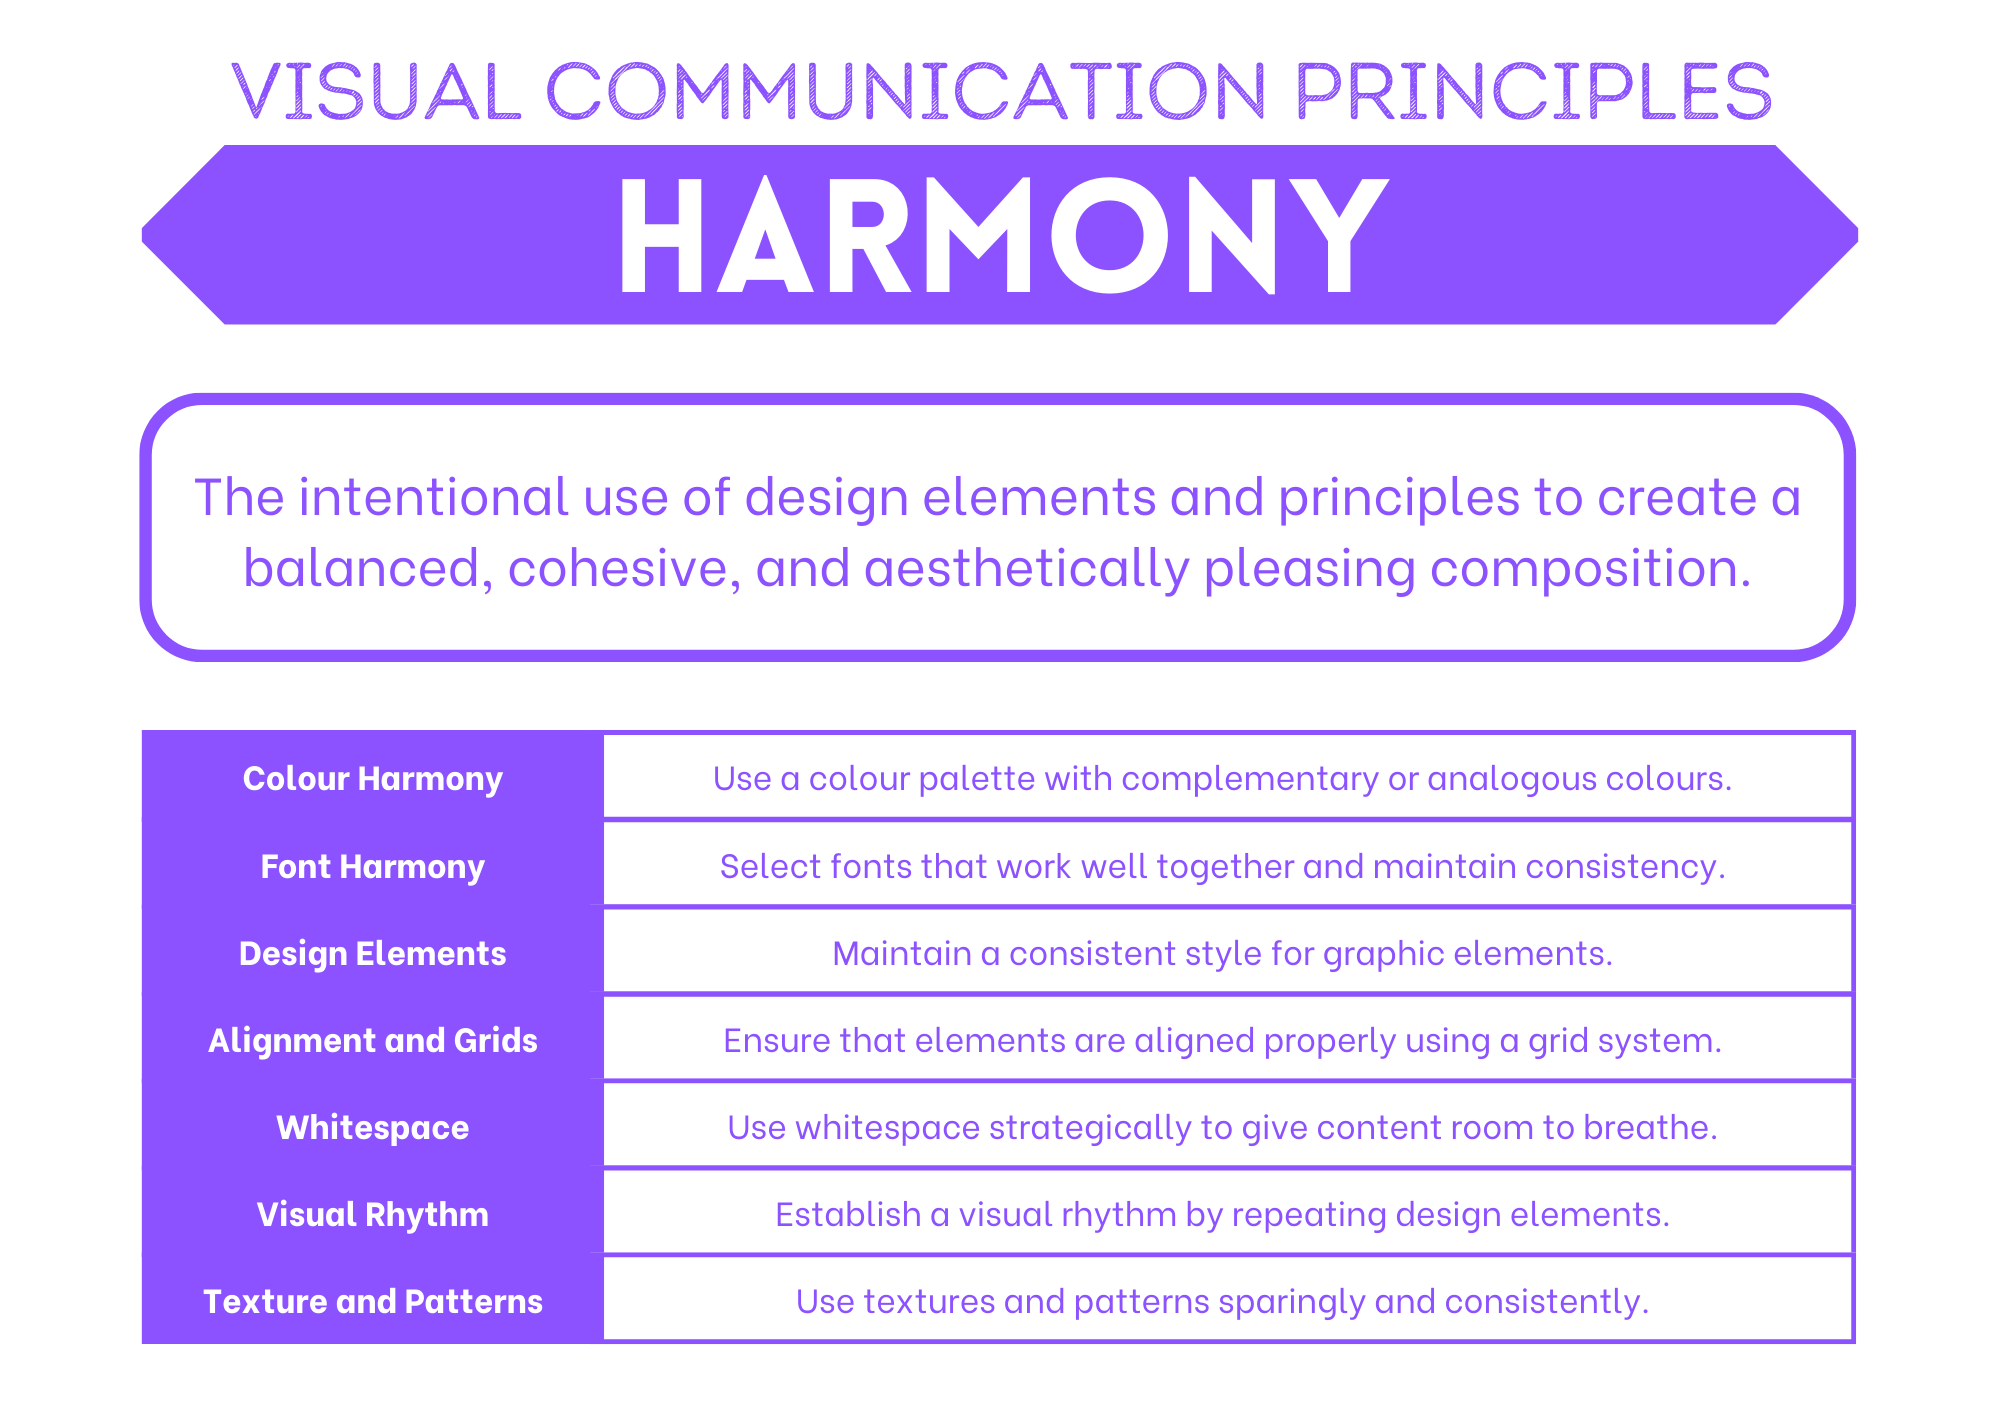 VISUAL COMMUNICATION PRINCIPLES
HARMONY
The intentional use of design elements and principles to create a
balanced, cohesive, and aesthetically pleasing composition.
Colour Harmony
Use a colour palette with complementary or analogous colours.
Font Harmony
Select fonts that work well together and maintain consistency.
Design Elements
Maintain a consistent style for graphic elements.
Alignment and Grids
Ensure that elements are aligned properly using a grid system.
Whitespace
Use whitespace strategically to give content room to breathe.
Visual Rhythm
Establish a visual rhythm by repeating design elements.
Texture and Patterns
Use textures and patterns sparingly and consistently.